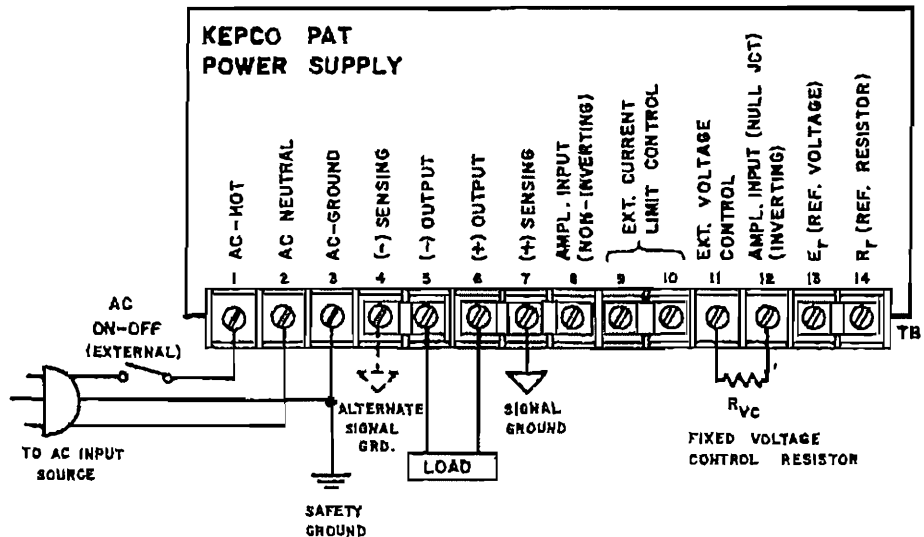 KEPCO PAT
POWER SUPPLY
AC-HOT
AC NEUTRAL
AC-GROUND
(-) SENSING
(-) OUTPUT
(+) OUTPUT
(+) SENSING
AMPL. INPUT
(NON-INVERTING)
EXT. CURRENT
LIMIT CONTROL
EXT. VOLTAGE
CONTROL
AMPL. INPUT (NULL JCT)
(INVERTING)
Er (REF. VOLTAGE)
Rr (REF. RESISTOR)
1 2 3 4 5 6 7 8 9 10 11 12 13 14
TB
AC
ON-OFF
(EXTERNAL)
TO AC INPUT
SOURCE
SAFETY
GROUND
ALTERNATE
SIGNAL
GRD.
LOAD
SIGNAL
GROUND
RVC
FIXED VOLTAGE
CONTROL RESISTOR